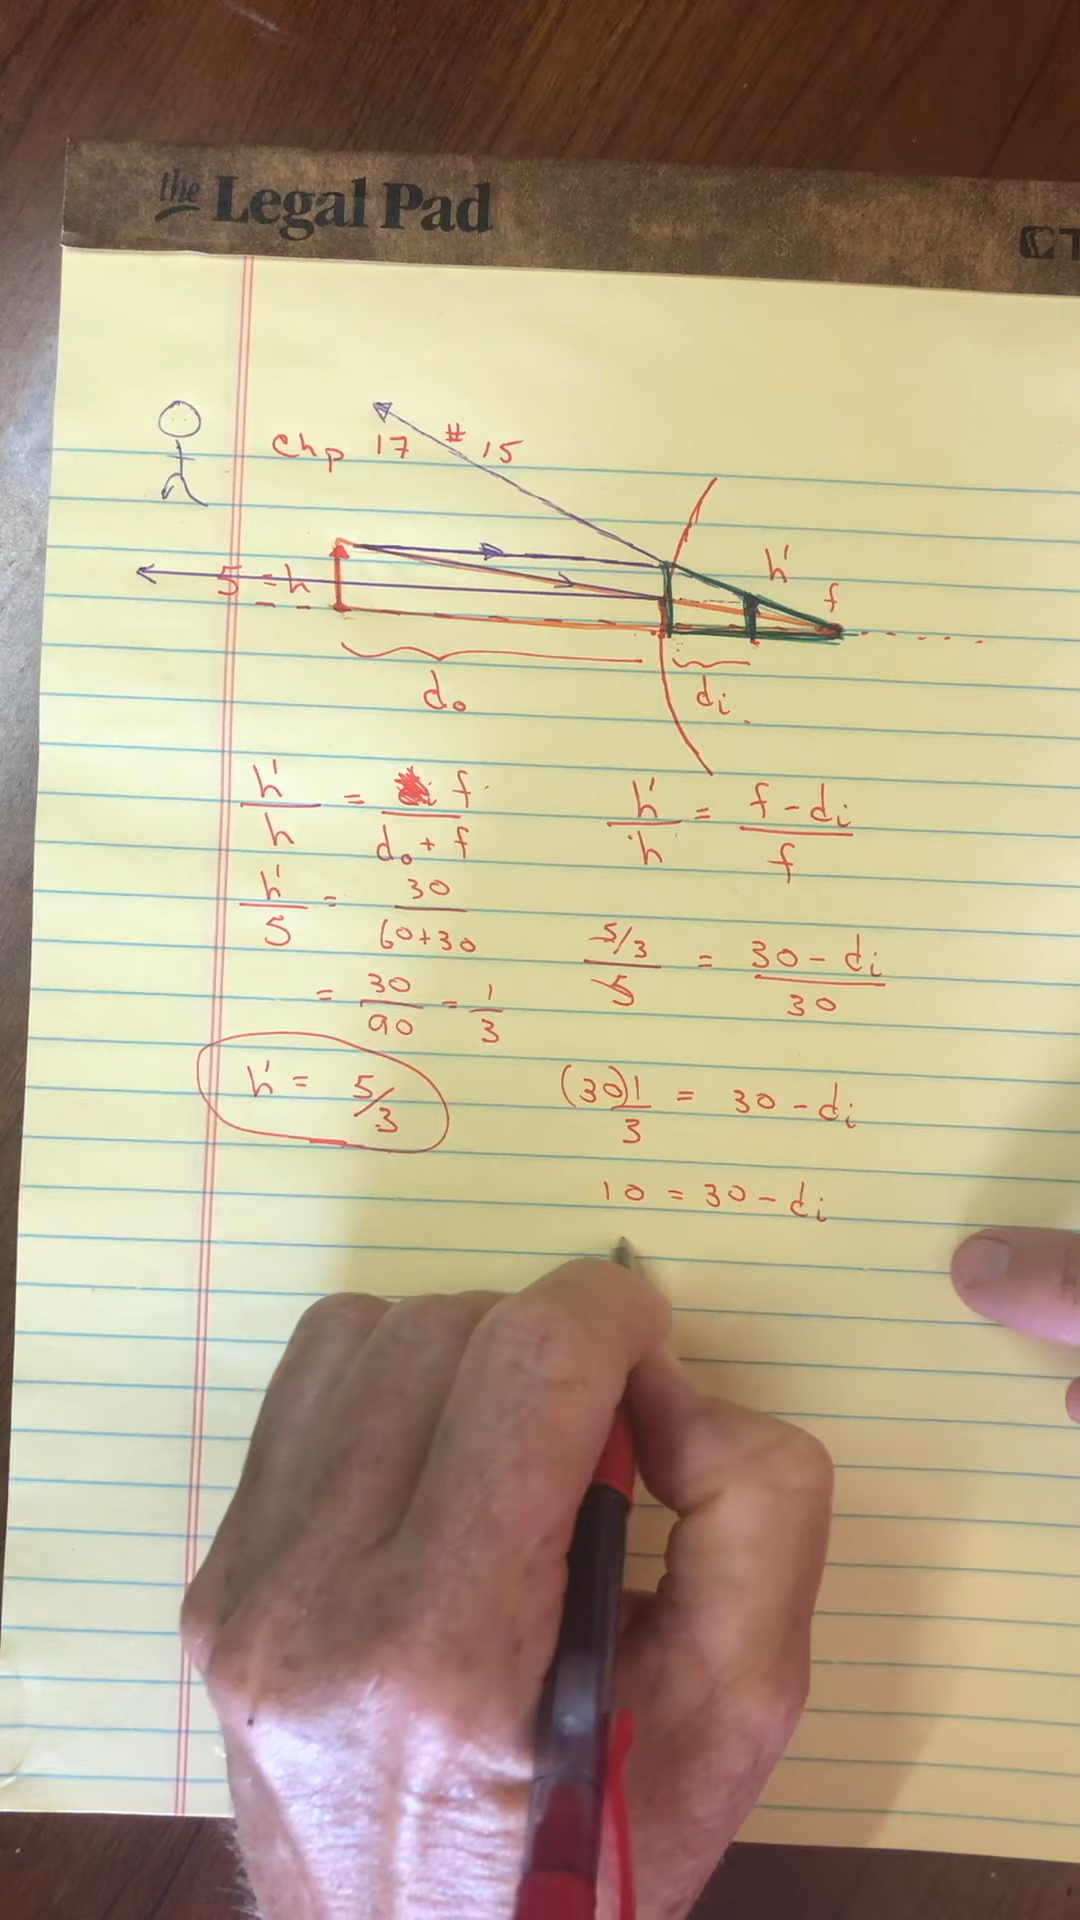 the Legal Pad
Chp 17 # 15
h'
5 = h
f
d₀
dᵢ
h'/h = f/(d₀ + f)
h'/h = (f - dᵢ)/f
h'/5 = 30/(60+30)
(5/3)/5 = (30 - dᵢ)/30
= 30/90 = 1/3
h' = 5/3
(30)1/3 = 30 - dᵢ
10 = 30 - dᵢ